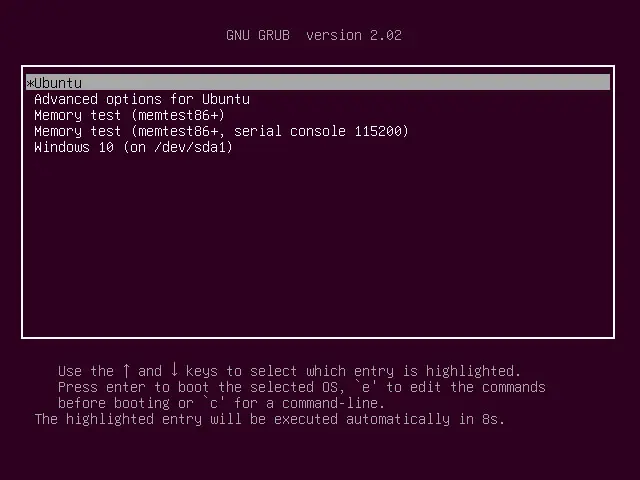 GNU GRUB  version 2.02
*Ubuntu
Advanced options for Ubuntu
Memory test (memtest86+)
Memory test (memtest86+, serial console 115200)
Windows 10 (on /dev/sda1)
Use the ↑ and ↓ keys to select which entry is highlighted.
Press enter to boot the selected OS, `e' to edit the commands
before booting or `c' for a command-line.
The highlighted entry will be executed automatically in 8s.